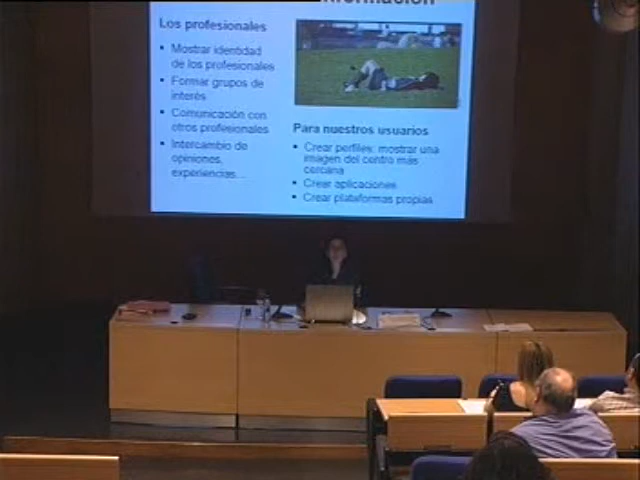 Los profesionales
• Mostrar identidad
de los profesionales
• Formar grupos de
interés
• Comunicación con
otros profesionales
• Intercambio de
opiniones,
experiencias...
Para nuestros usuarios
• Crear perfiles: mostrar una
imagen del centro más
cercana
• Crear aplicaciones
• Crear plataformas propias